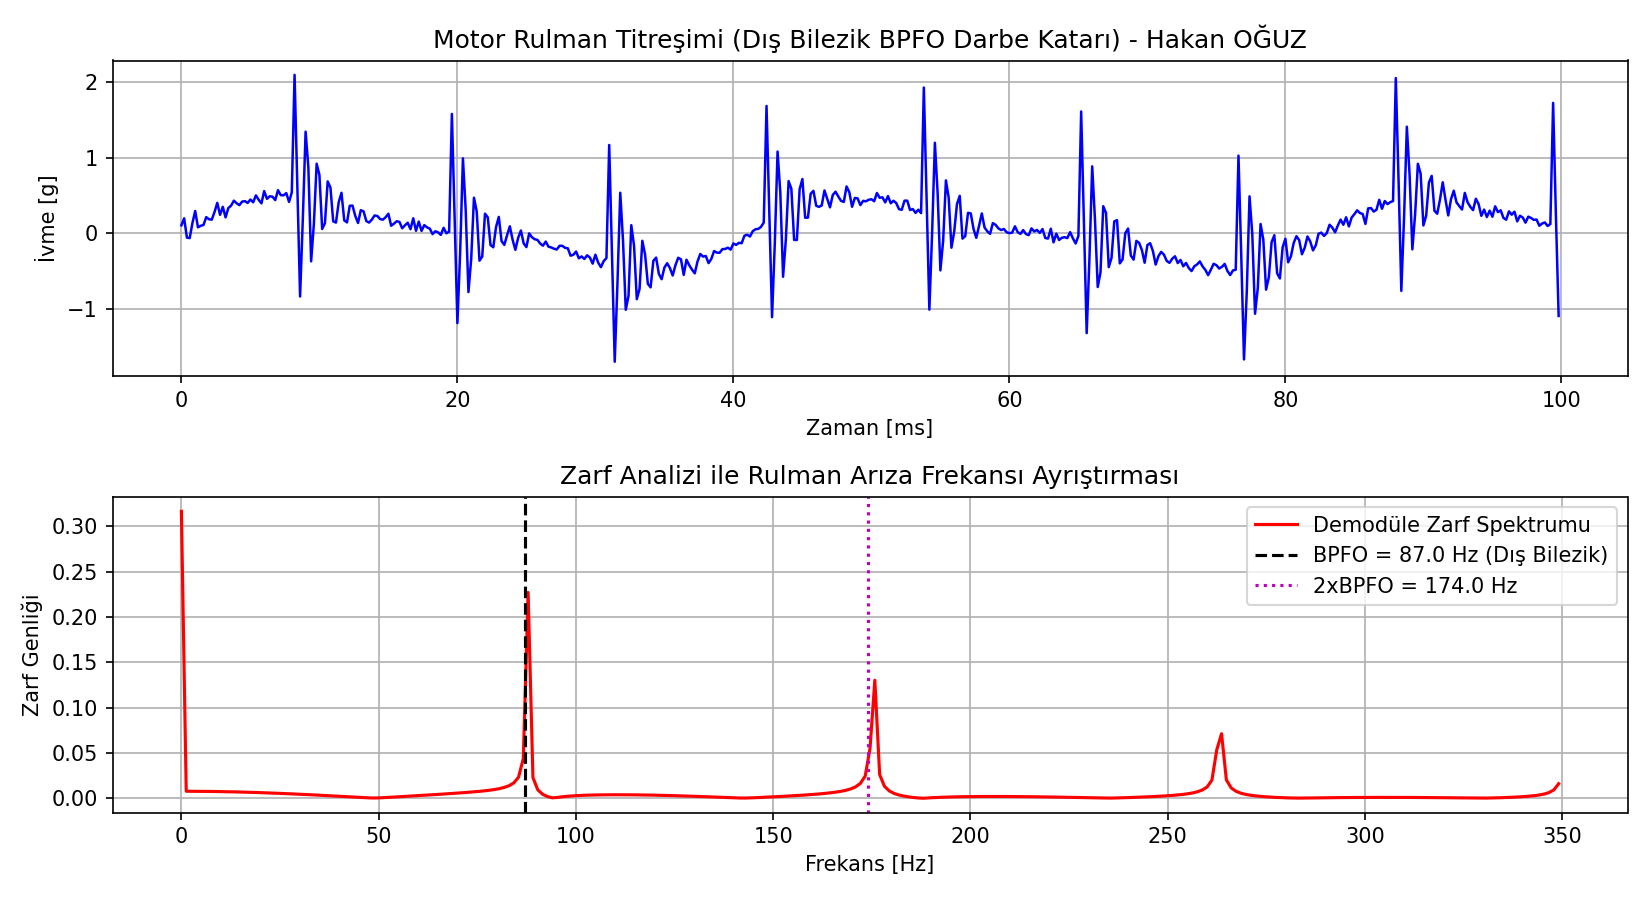 Motor Rulman Titreşimi (Dış Bilezik BPFO Darbe Katarı) - Hakan OĞUZ
İvme [g]
2
1
0
−1
0
20
40
60
80
100
Zaman [ms]
Zarf Analizi ile Rulman Arıza Frekansı Ayrıştırması
Zarf Genliği
0.30
0.25
0.20
0.15
0.10
0.05
0.00
Demodüle Zarf Spektrumu
BPFO = 87.0 Hz (Dış Bilezik)
2xBPFO = 174.0 Hz
0
50
100
150
200
250
300
350
Frekans [Hz]